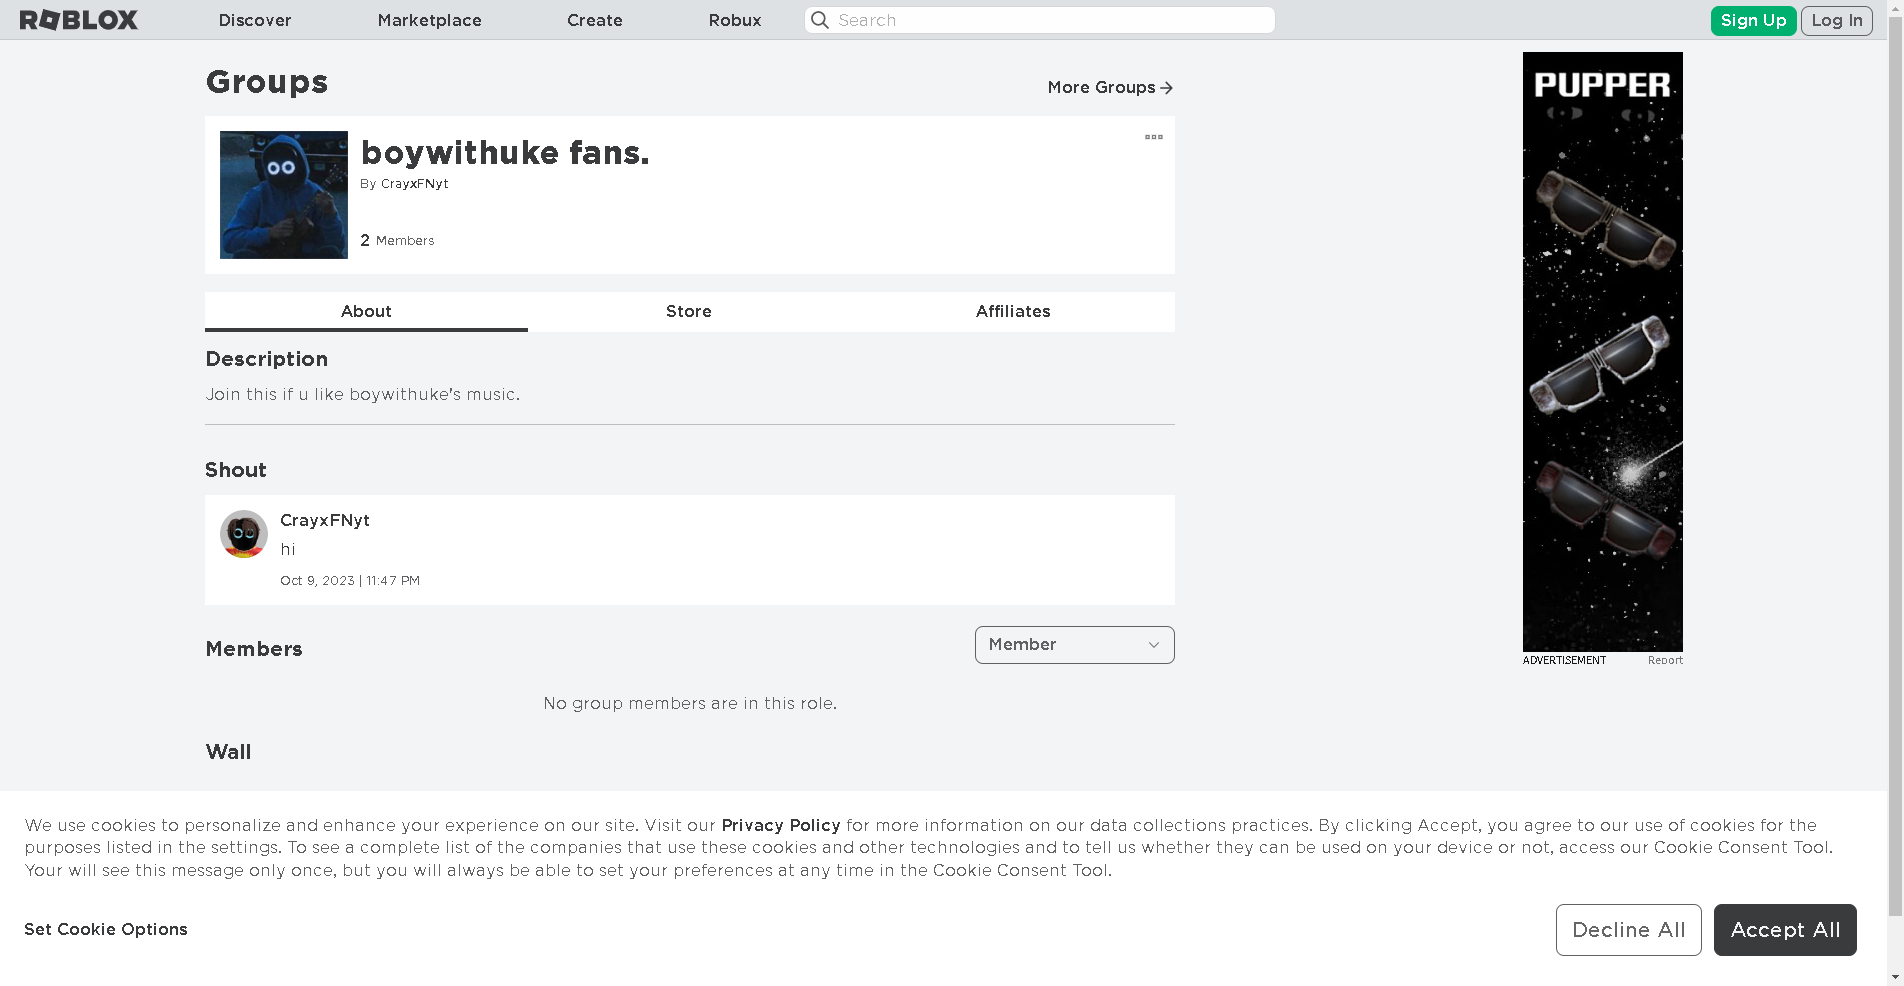 ROBLOX
Discover
Marketplace
Create
Robux
Search
Sign Up
Log In
Groups
More Groups
boywithuke fans.
By CrayxFNyt
2 Members
About
Store
Affiliates
Description
Join this if u like boywithuke's music.
Shout
CrayxFNyt
hi
Oct 9, 2023 | 11:47 PM
Members
Member
No group members are in this role.
Wall
PUPPER
ADVERTISEMENT
Report
We use cookies to personalize and enhance your experience on our site. Visit our Privacy Policy for more information on our data collections practices. By clicking Accept, you agree to our use of cookies for the
purposes listed in the settings. To see a complete list of the companies that use these cookies and other technologies and to tell us whether they can be used on your device or not, access our Cookie Consent Tool.
Your will see this message only once, but you will always be able to set your preferences at any time in the Cookie Consent Tool.
Set Cookie Options
Decline All
Accept All